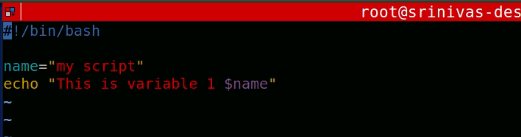 root@srinivas-des
#!/bin/bash
name="my script"
echo "This is variable 1 $name"
~
~